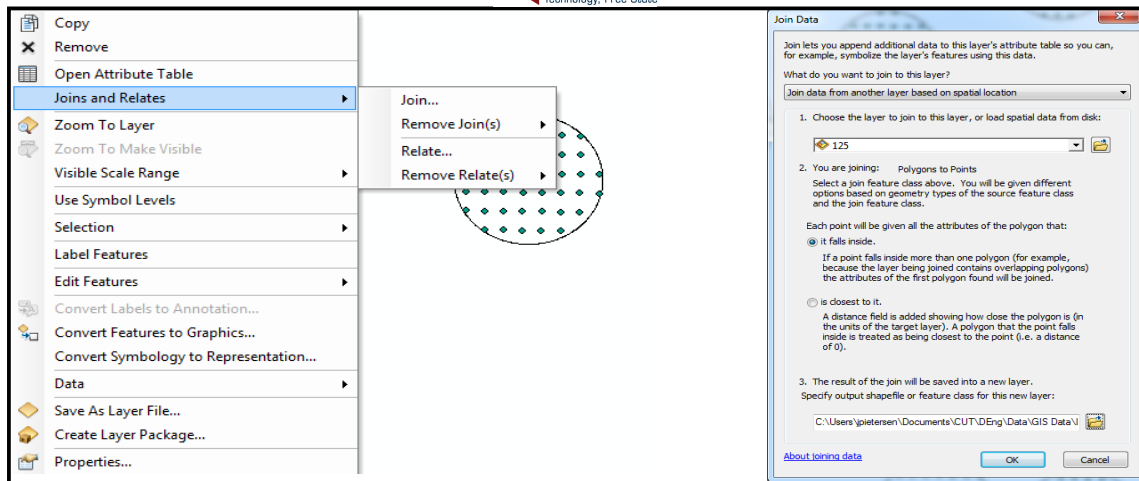 Technology, Free State
Copy
Remove
Open Attribute Table
Joins and Relates
Zoom To Layer
Zoom To Make Visible
Visible Scale Range
Use Symbol Levels
Selection
Label Features
Edit Features
Convert Labels to Annotation...
Convert Features to Graphics...
Convert Symbology to Representation...
Data
Save As Layer File...
Create Layer Package...
Properties...
Join...
Remove Join(s)
Relate...
Remove Relate(s)
Join Data
Join lets you append additional data to this layer's attribute table so you can,
for example, symbolize the layer's features using this data.
What do you want to join to this layer?
Join data from another layer based on spatial location
1. Choose the layer to join to this layer, or load spatial data from disk:
125
2. You are joining: Polygons to Points
Select a join feature class above. You will be given different
options based on geometry types of the source feature class
and the join feature class.
Each point will be given all the attributes of the polygon that:
it falls inside.
If a point falls inside more than one polygon (for example,
because the layer being joined contains overlapping polygons)
the attributes of the first polygon found will be joined.
is closest to it.
A distance field is added showing how close the polygon is (in
the units of the target layer). A polygon that the point falls
inside is treated as being closest to the point (i.e. a distance
of 0).
3. The result of the join will be saved into a new layer.
Specify output shapefile or feature class for this new layer:
C:\Users\jpietersen\Documents\CUT\DEng\Data\GIS Data\I
About joining data
OK
Cancel